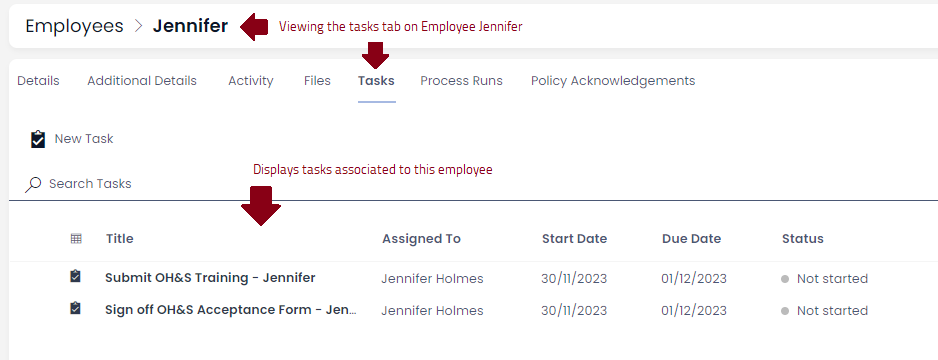 Employees > Jennifer Viewing the tasks tab on Employee Jennifer
Details Additional Details Activity Files Tasks Process Runs Policy Acknowledgements
New Task
Displays tasks associated to this employee
Search Tasks
Title Assigned To Start Date Due Date Status
Submit OH&S Training - Jennifer Jennifer Holmes 30/11/2023 01/12/2023 Not started
Sign off OH&S Acceptance Form - Jen... Jennifer Holmes 30/11/2023 01/12/2023 Not started